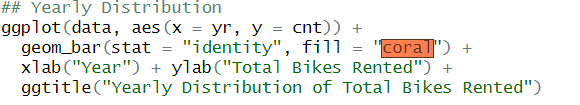 ## Yearly Distribution
ggplot(data, aes(x = yr, y = cnt)) +
  geom_bar(stat = "identity", fill = "coral") +
  xlab("Year") + ylab("Total Bikes Rented") +
  ggtitle("Yearly Distribution of Total Bikes Rented")